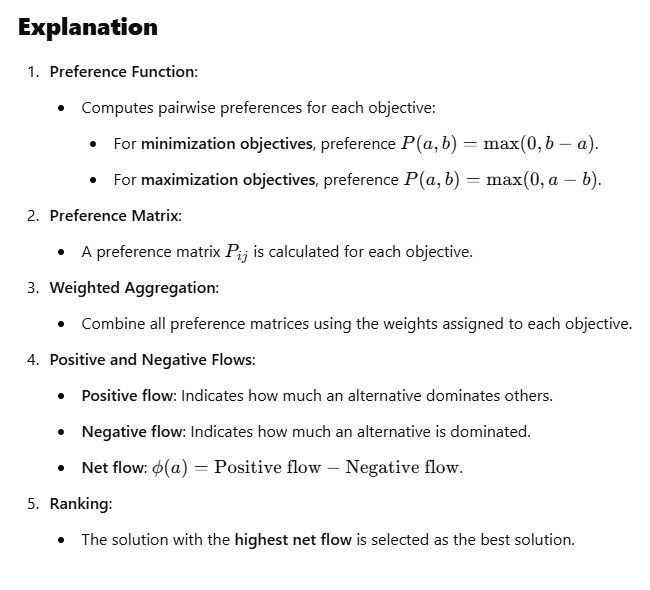 Explanation
1. Preference Function:
• Computes pairwise preferences for each objective:
• For minimization objectives, preference P(a, b) = max(0, b − a).
• For maximization objectives, preference P(a, b) = max(0, a − b).
2. Preference Matrix:
• A preference matrix P_{ij} is calculated for each objective.
3. Weighted Aggregation:
• Combine all preference matrices using the weights assigned to each objective.
4. Positive and Negative Flows:
• Positive flow: Indicates how much an alternative dominates others.
• Negative flow: Indicates how much an alternative is dominated.
• Net flow: ϕ(a) = Positive flow − Negative flow.
5. Ranking:
• The solution with the highest net flow is selected as the best solution.